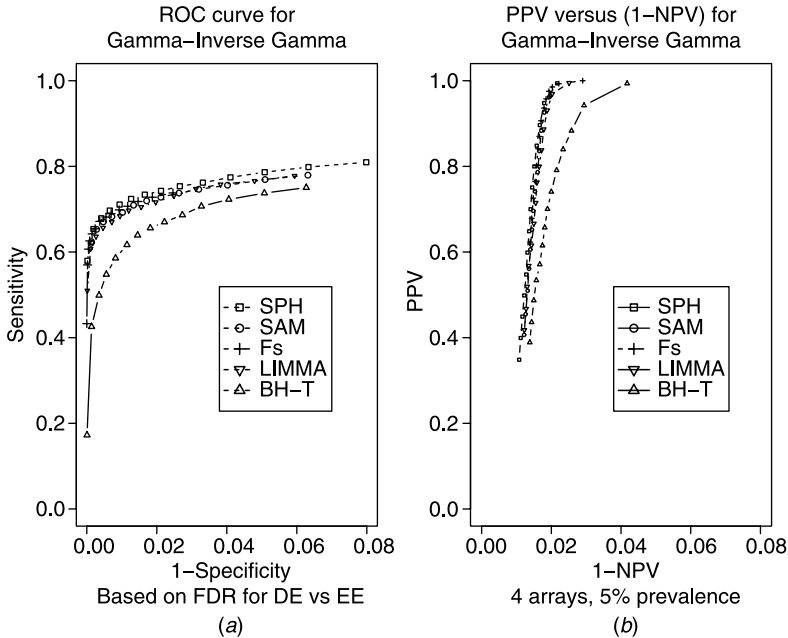 ROC curve for
Gamma–Inverse Gamma
Sensitivity
1.0
0.8
0.6
0.4
0.2
0.0
SPH
SAM
Fs
LIMMA
BH–T
0.00
0.02
0.04
0.06
0.08
1–Specificity
Based on FDR for DE vs EE
(a)
PPV versus (1–NPV) for
Gamma–Inverse Gamma
PPV
1.0
0.8
0.6
0.4
0.2
0.0
SPH
SAM
Fs
LIMMA
BH–T
0.00
0.02
0.04
0.06
0.08
1–NPV
4 arrays, 5% prevalence
(b)